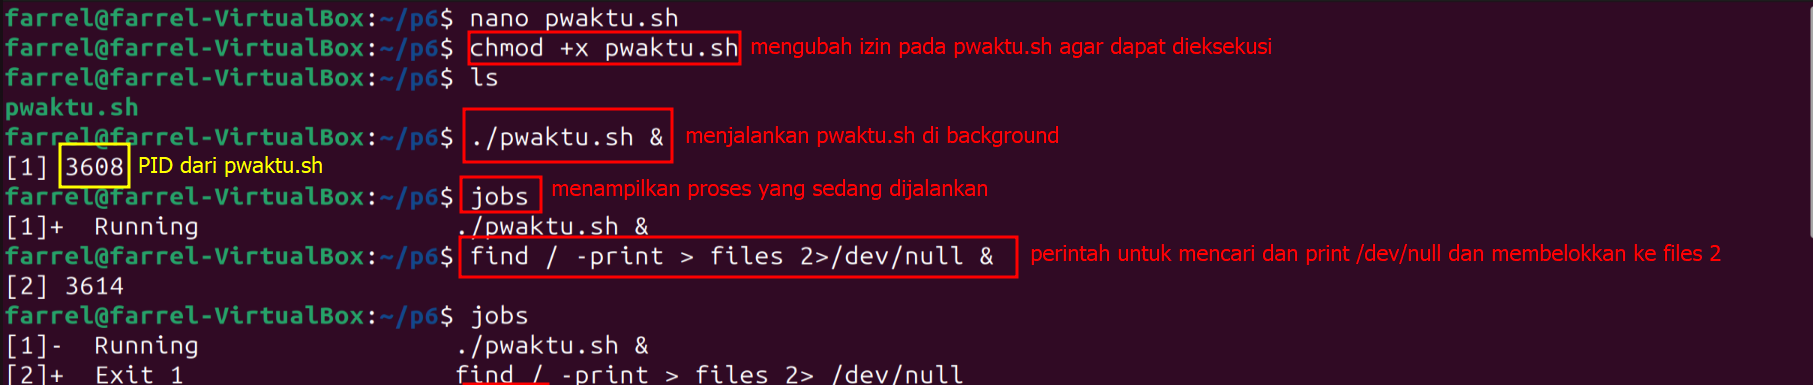 farrel@farrel-VirtualBox:~/p6$ nano pwaktu.sh
farrel@farrel-VirtualBox:~/p6$ chmod +x pwaktu.sh mengubah izin pada pwaktu.sh agar dapat dieksekusi
farrel@farrel-VirtualBox:~/p6$ ls
pwaktu.sh
farrel@farrel-VirtualBox:~/p6$ ./pwaktu.sh & menjalankan pwaktu.sh di background
[1] 3608 PID dari pwaktu.sh
farrel@farrel-VirtualBox:~/p6$ jobs menampilkan proses yang sedang dijalankan
[1]+  Running                 ./pwaktu.sh &
farrel@farrel-VirtualBox:~/p6$ find / -print > files 2>/dev/null & perintah untuk mencari dan print /dev/null dan membelokkan ke files 2
[2] 3614
farrel@farrel-VirtualBox:~/p6$ jobs
[1]-  Running                 ./pwaktu.sh &
[2]+  Exit 1                  find / -print > files 2> /dev/null